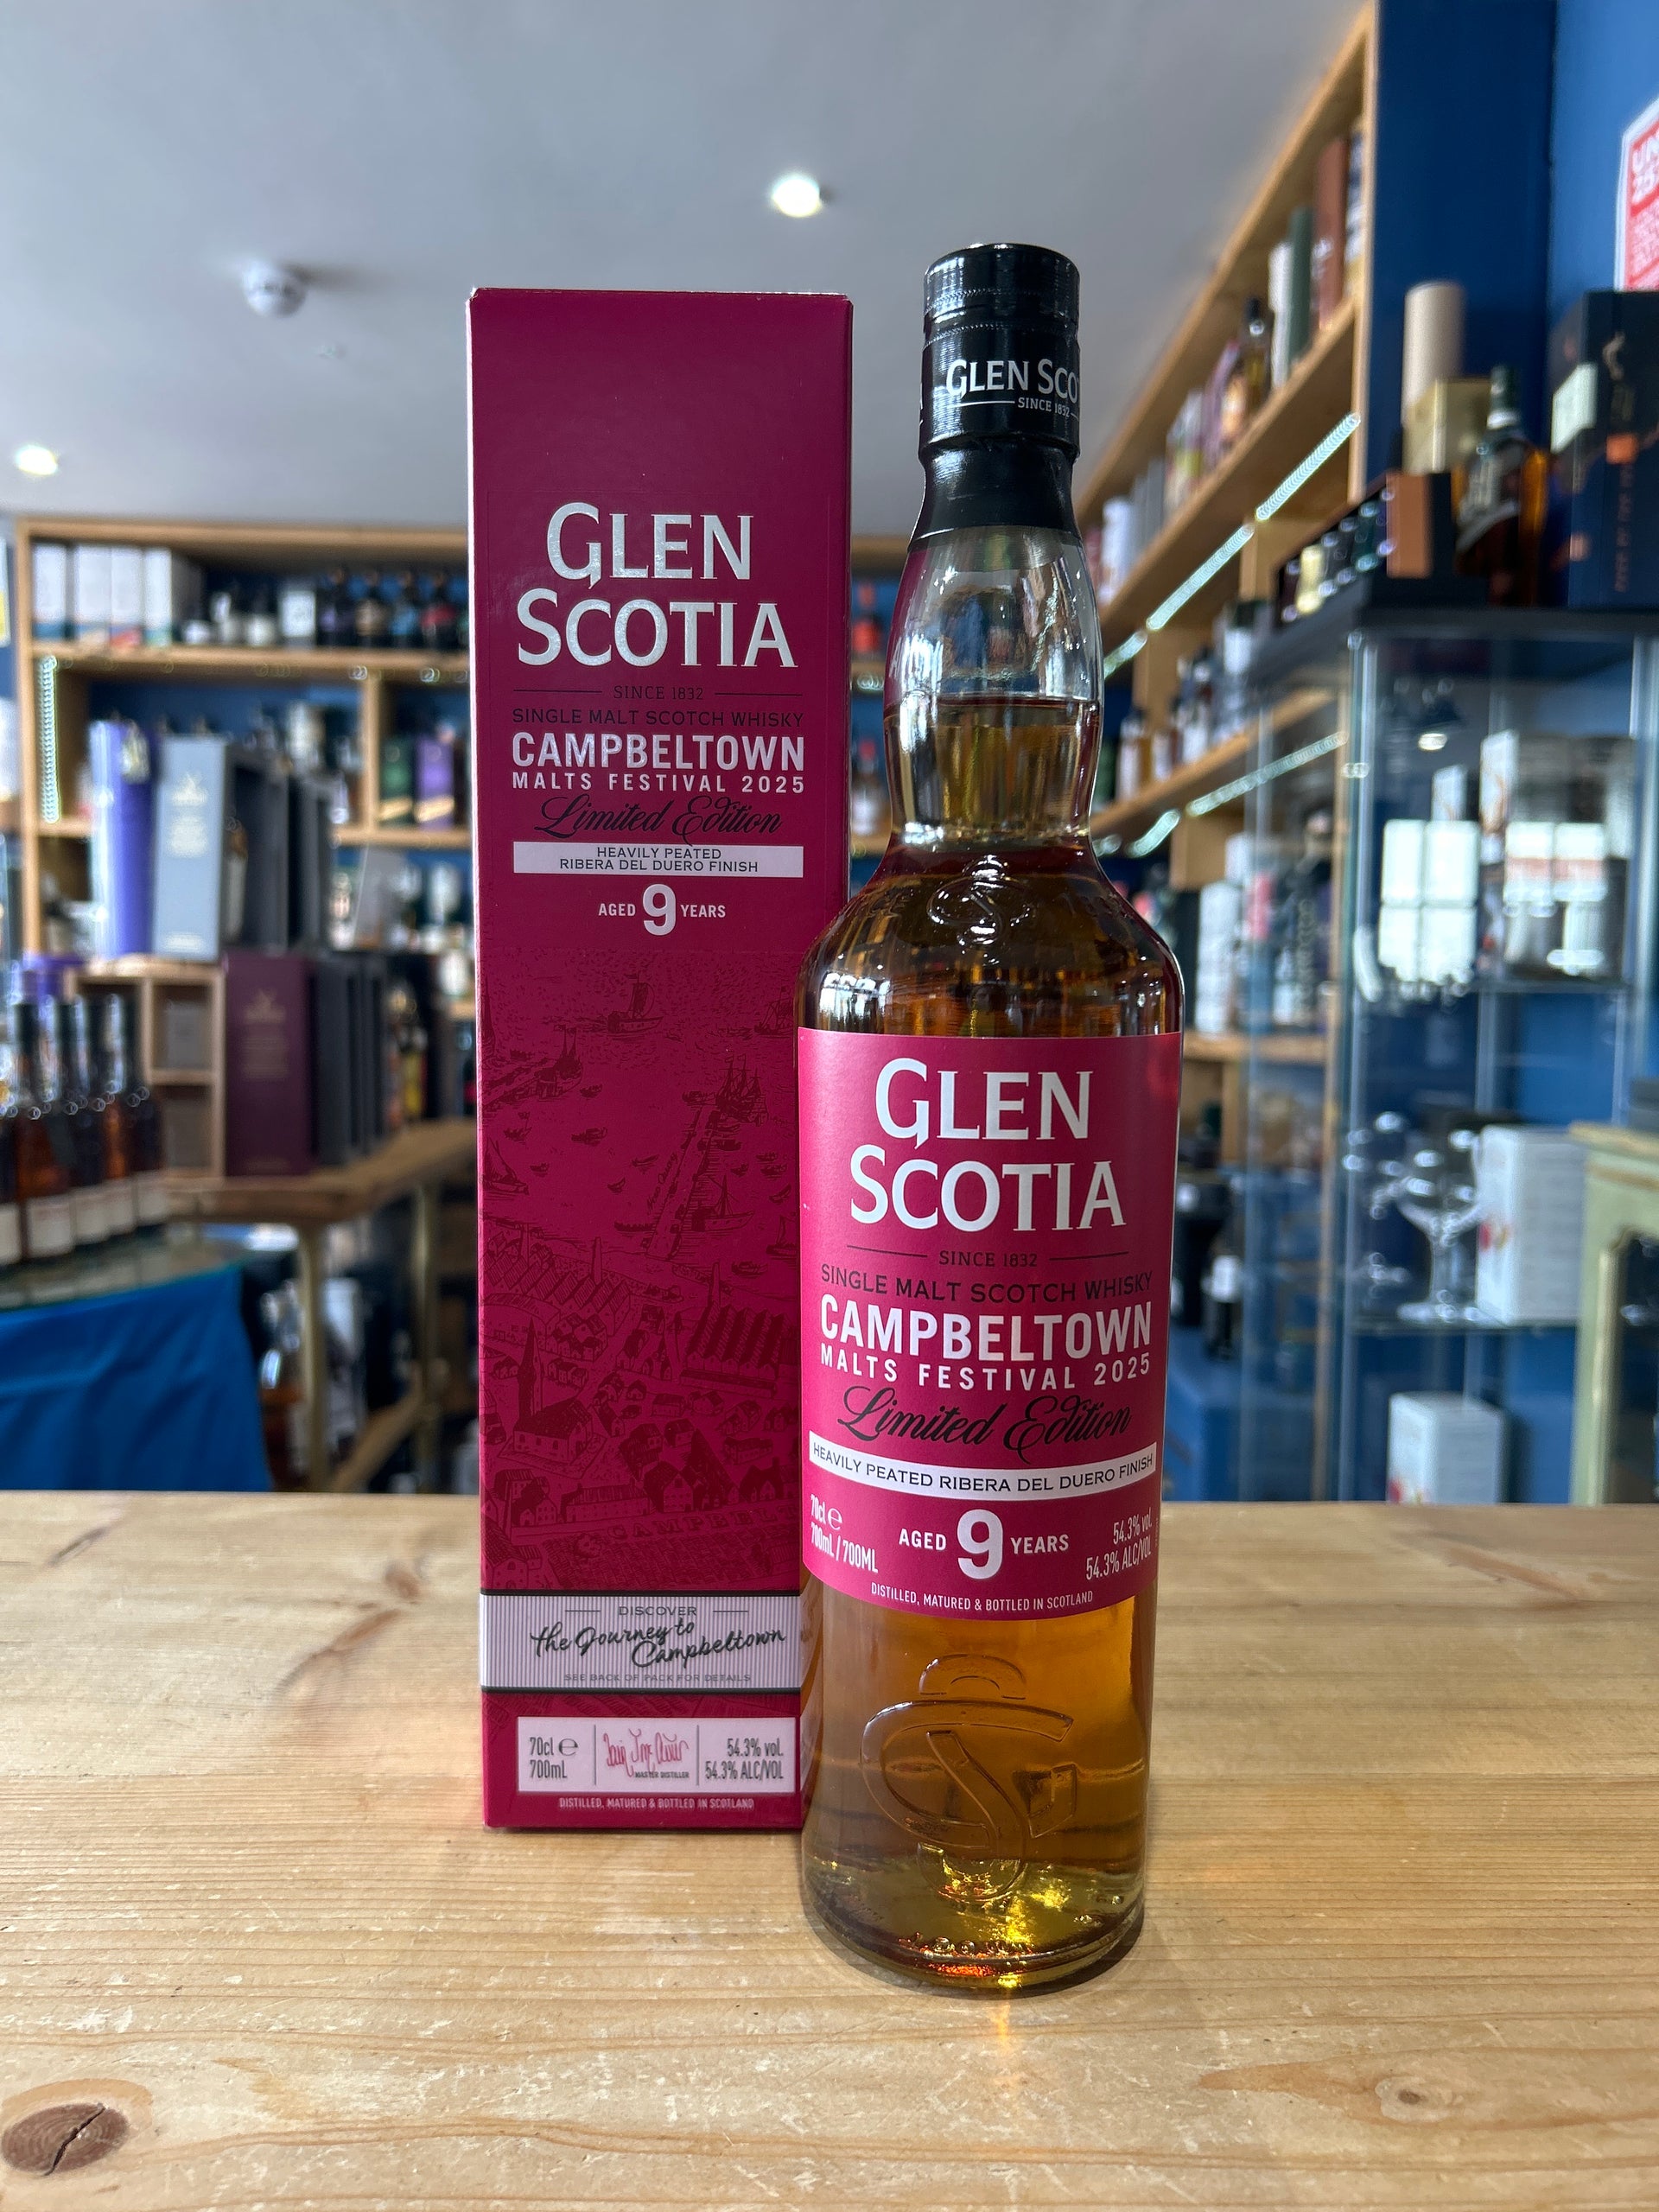 GLEN
SCOTIA
SINCE 1832
SINGLE MALT SCOTCH WHISKY
CAMPBELTOWN
MALTS FESTIVAL 2025
Limited Edition
HEAVILY PEATED
RIBERA DEL DUERO FINISH
AGED 9 YEARS
DISCOVER
the Journey to
Campbeltown
SEE BACK OF PACK FOR DETAILS
70cl e
700mL
MASTER DISTILLER
54.3% vol.
54.3% ALC/VOL
DISTILLED, MATURED & BOTTLED IN SCOTLAND
GLEN SCO
SINCE 1832
GLEN
SCOTIA
SINCE 1832
SINGLE MALT SCOTCH WHISKY
CAMPBELTOWN
MALTS FESTIVAL 2025
Limited Edition
HEAVILY PEATED RIBERA DEL DUERO FINISH
70cl e
700mL / 700ML
AGED 9 YEARS
54.3% vol.
54.3% ALC/VOL
DISTILLED, MATURED & BOTTLED IN SCOTLAND